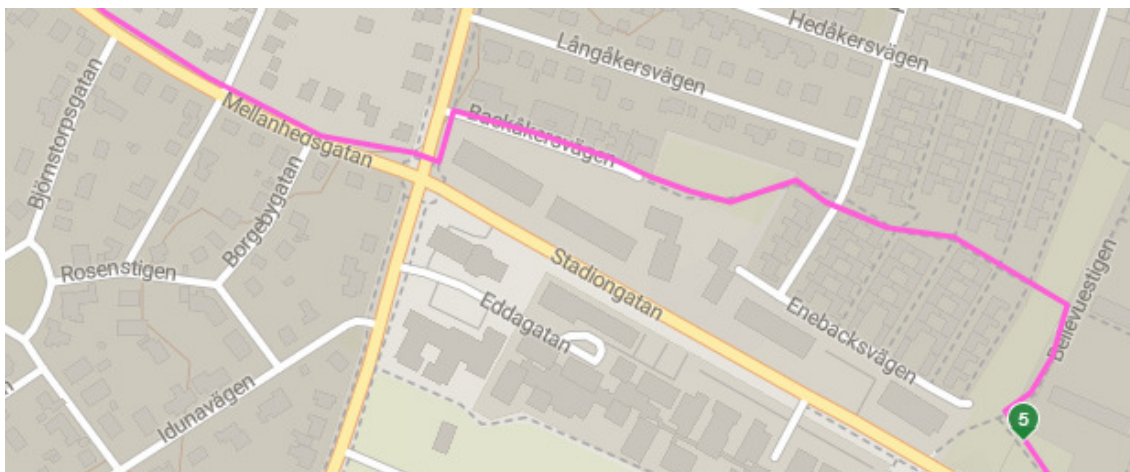 Hedåkersvägen
Långåkersvägen
Backåkersvägen
Mellanhedsgatan
Björnstorpsgatan
Borgebygatan
Rosenstigen
Stadiongatan
Eddagatan
Enebacksvägen
Bellevuestigen
Idunavägen
5
n